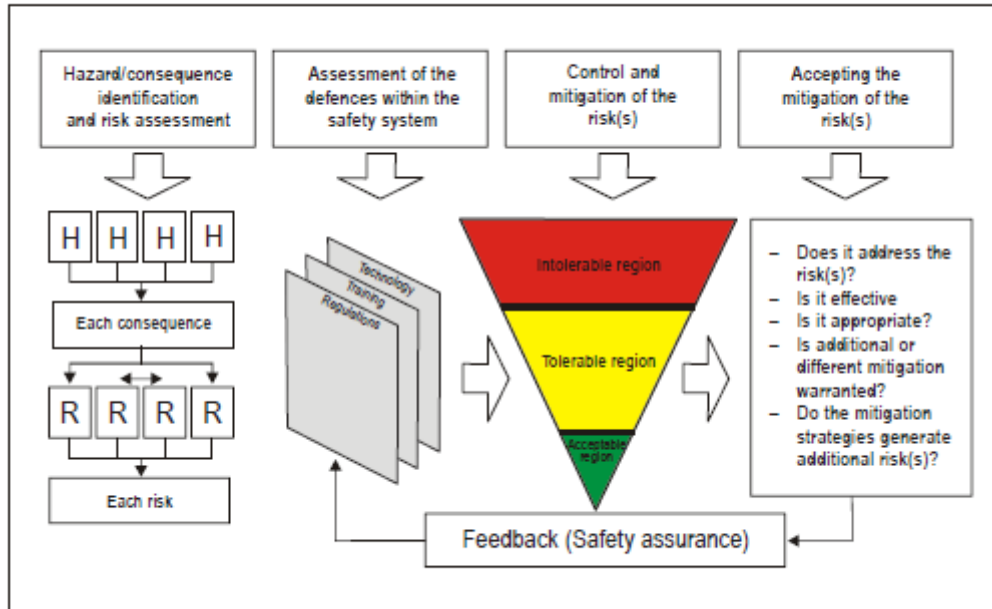 Hazard/consequence
identification
and risk assessment
Assessment of the
defences within the
safety system
Control and
mitigation of the
risk(s)
Accepting the
mitigation of the
risk(s)
H H H H
Each consequence
R R R R
Each risk
Technology
Training
Regulations
Intolerable region
Tolerable region
Acceptable
region
– Does it address the
risk(s)?
– Is it effective
– Is it appropriate?
– Is additional or
different mitigation
warranted?
– Do the mitigation
strategies generate
additional risk(s)?
Feedback (Safety assurance)